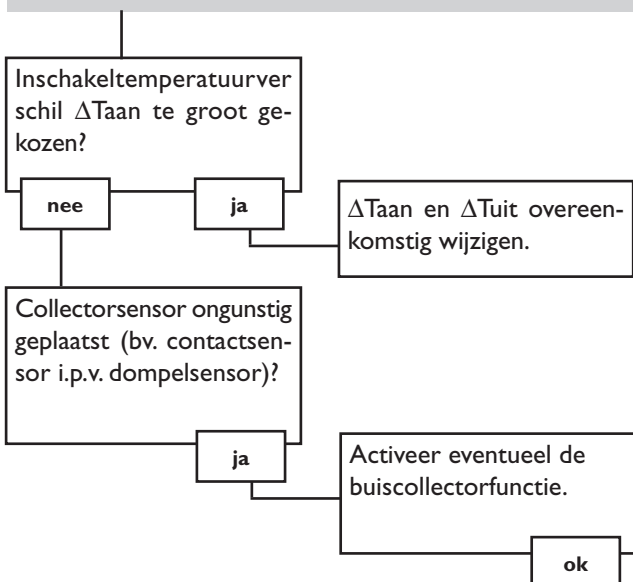 Inschakeltemperatuurver
schil ΔTaan te groot ge-
kozen?
nee
ja
ΔTaan en ΔTuit overeen-
komstig wijzigen.
Collectorsensor ongunstig
geplaatst (bv. contactsen-
sor i.p.v. dompelsensor)?
ja
Activeer eventueel de
buiscollectorfunctie.
ok